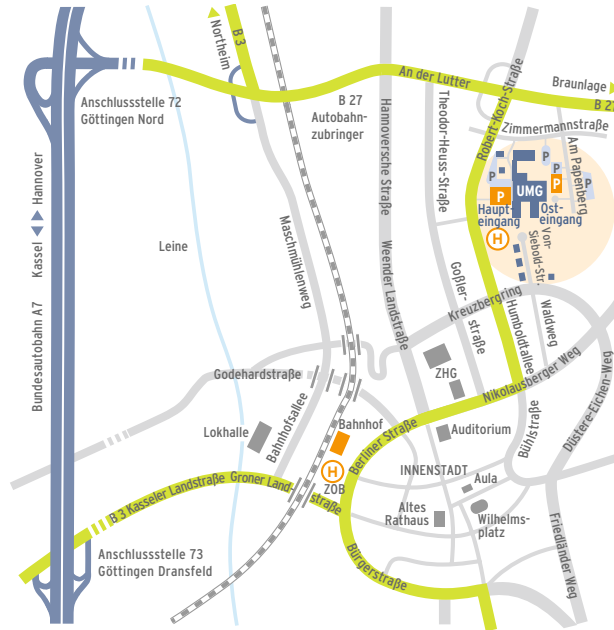 Northeim
B 3
An der Lutter
Braunlage
B 27
Anschlussstelle 72
Göttingen Nord
B 27
Autobahn-
zubringer
Hannoversche Straße
Theodor-Heuss-Straße
Robert-Koch-Straße
Zimmermannstraße
Am Papenberg
P
P
P
P
P
UMG
Haupt-
eingang
Ost-
eingang
H
Von-
Siebold-Str.
Kassel
Hannover
Bundesautobahn A7
Leine
Maschmühlenweg
Weender Landstraße
Goßler-
straße
Kreuzbergring
Humboldtallee
Waldweg
Godehardstraße
ZHG
Nikolausberger Weg
Düstere-Eichen-Weg
Lokhalle
Bahnhofsallee
Bahnhof
H
ZOB
Berliner Straße
Auditorium
Bühlstraße
INNENSTADT
Aula
B 3 Kasseler Landstraße
Groner Land-
straße
Altes
Rathaus
Wilhelms-
platz
Anschlussstelle 73
Göttingen Dransfeld
Bürgerstraße
Friedländer Weg